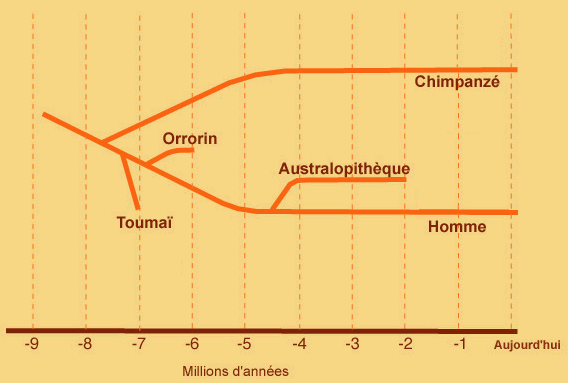 Chimpanzé
Orrorin
Australopithèque
Toumaï
Homme
-9 -8 -7 -6 -5 -4 -3 -2 -1 Aujourd'hui
Millions d'années